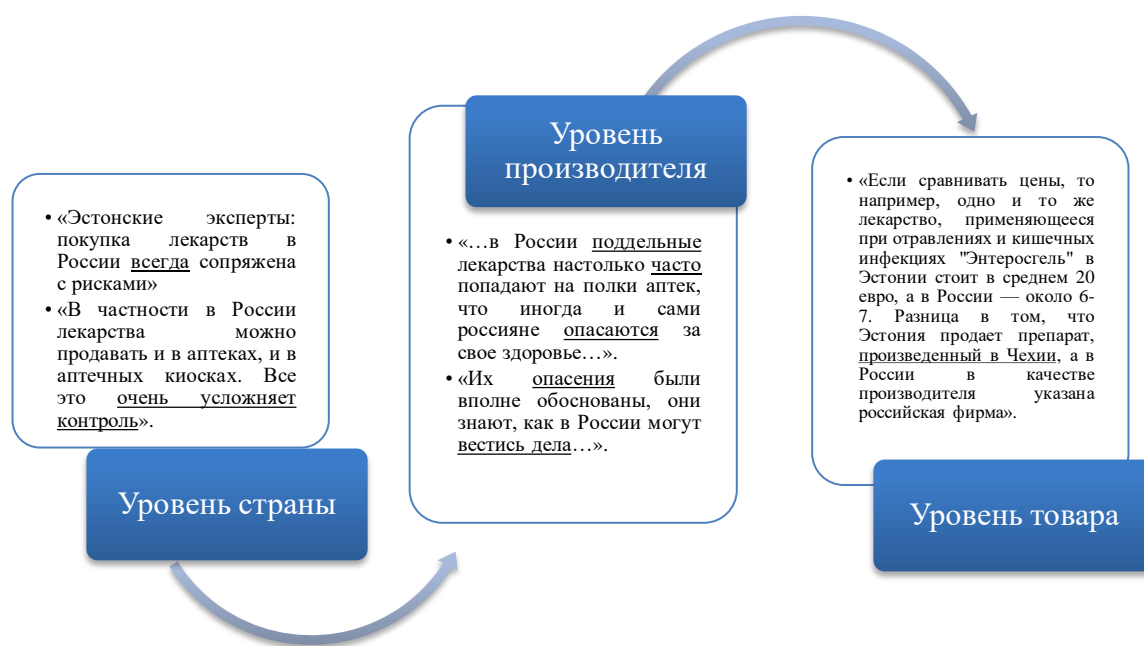 • «Эстонские эксперты:
покупка лекарств в
России всегда сопряжена
с рисками»
• «В частности в России
лекарства можно
продавать и в аптеках, и в
аптечных киосках. Все
это очень усложняет
контроль».
Уровень страны
Уровень
производителя
• «…в России поддельные
лекарства настолько часто
попадают на полки аптек,
что иногда и сами
россияне опасаются за
свое здоровье…».
• «Их опасения были
вполне обоснованы, они
знают, как в России могут
вестись дела…».
• «Если сравнивать цены, то
например, одно и то же
лекарство, применяющееся
при отравлениях и кишечных
инфекциях "Энтеросгель" в
Эстонии стоит в среднем 20
евро, а в России — около 6-
7. Разница в том, что
Эстония продает препарат,
произведенный в Чехии, а в
России в качестве
производителя указана
российская фирма».
Уровень товара